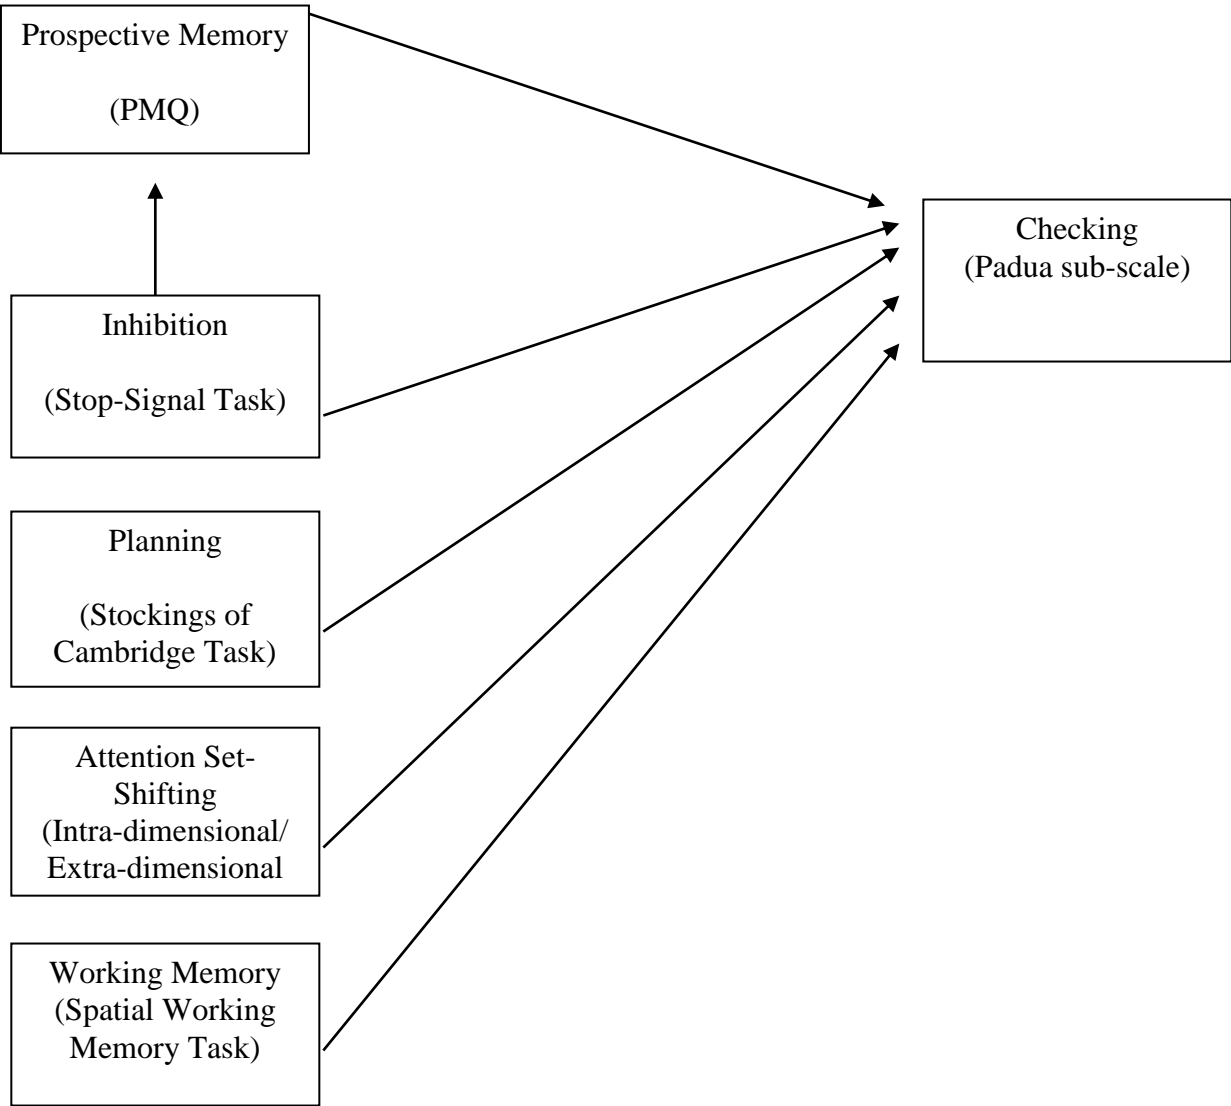 Prospective Memory
(PMQ)
Checking
(Padua sub-scale)
Inhibition
(Stop-Signal Task)
Planning
(Stockings of
Cambridge Task)
Attention Set-
Shifting
(Intra-dimensional/
Extra-dimensional
Working Memory
(Spatial Working
Memory Task)